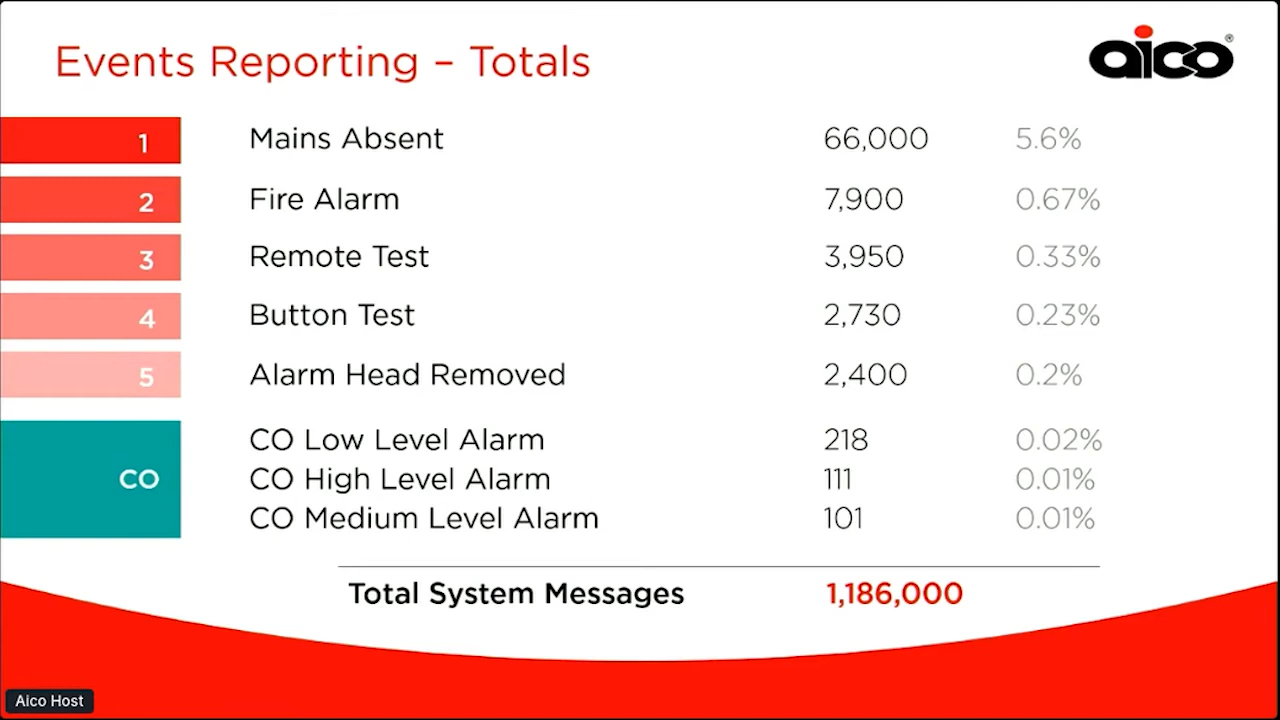 Events Reporting – Totals
aico®
1 Mains Absent 66,000 5.6%
2 Fire Alarm 7,900 0.67%
3 Remote Test 3,950 0.33%
4 Button Test 2,730 0.23%
5 Alarm Head Removed 2,400 0.2%
CO
CO Low Level Alarm 218 0.02%
CO High Level Alarm 111 0.01%
CO Medium Level Alarm 101 0.01%
Total System Messages 1,186,000
Aico Host